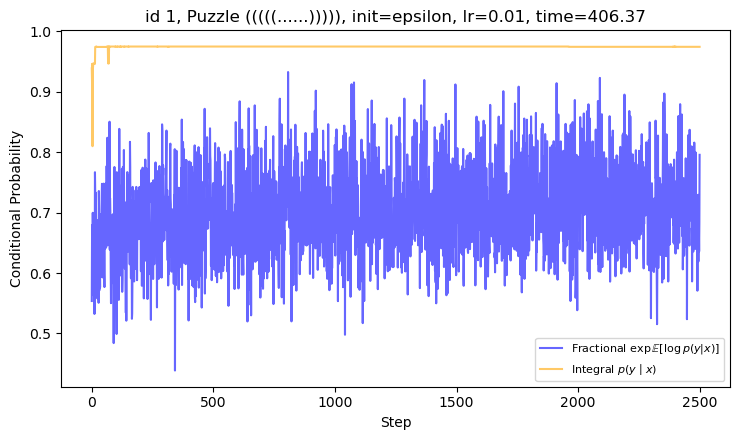 id 1, Puzzle (((((......))))), init=epsilon, lr=0.01, time=406.37
Conditional Probability
1.0
0.9
0.8
0.7
0.6
0.5
Fractional exp𝔼[log p(y|x)]
Integral p(y | x)
0
500
1000
1500
2000
2500
Step